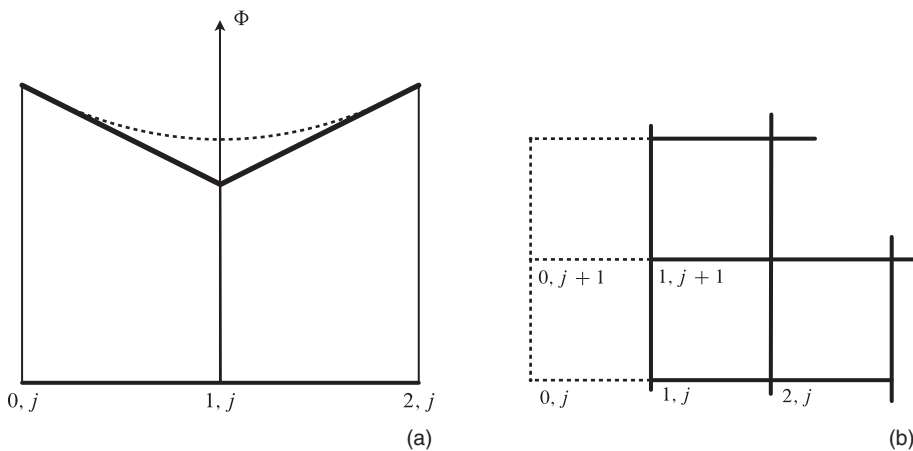 Φ
0, j
1, j
2, j
(a)
0, j + 1
1, j + 1
0, j
1, j
2, j
(b)